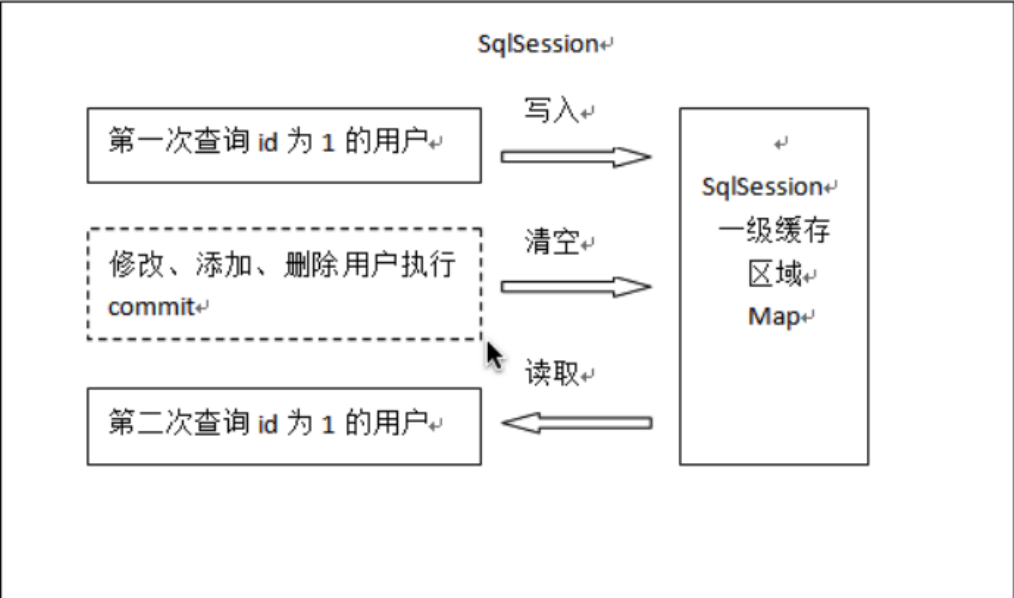 SqlSession↵
第一次查询 id 为 1 的用户↵
写入↵
修改、添加、删除用户执行
commit↵
清空↵
第二次查询 id 为 1 的用户↵
读取↵
↵
SqlSession↵
一级缓存
区域↵
Map↵